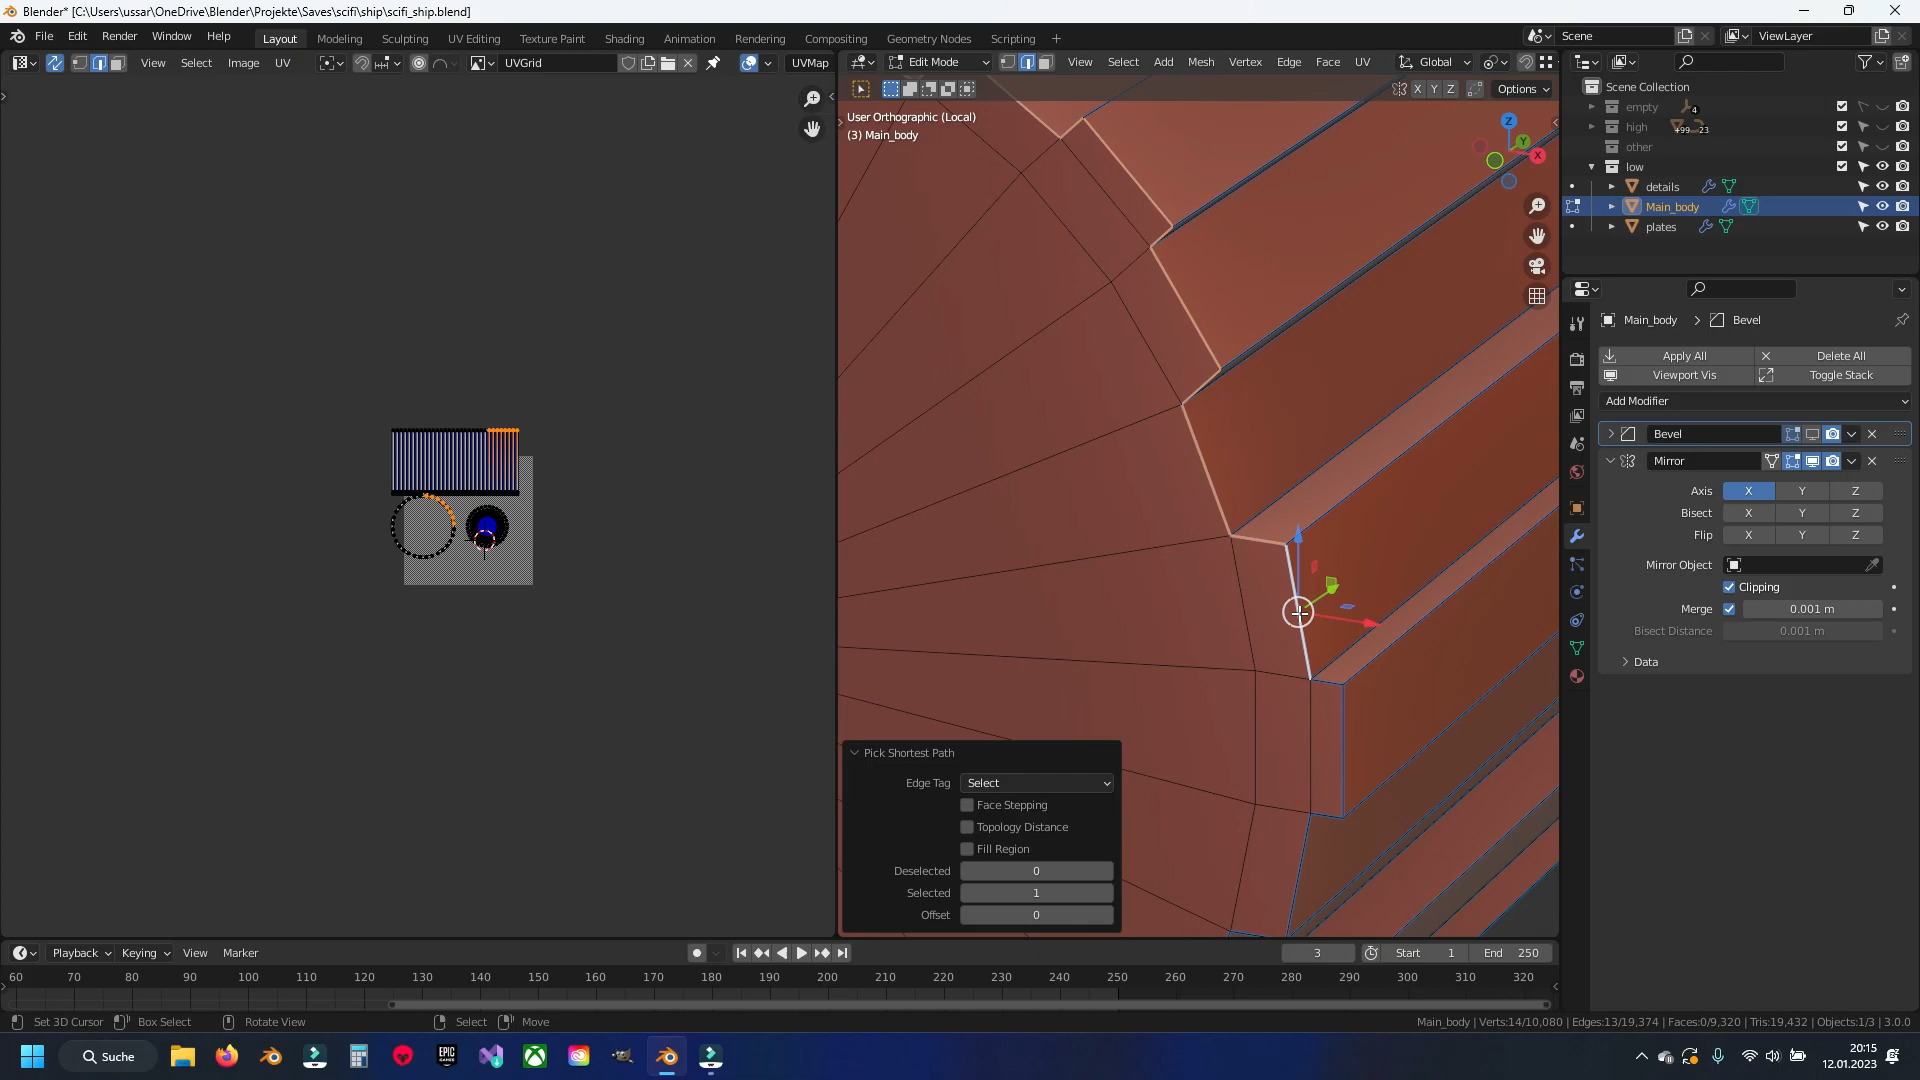 Blender* [C:\Users\ussar\OneDrive\Blender\Projekte\Saves\scifi\ship\scifi_ship.blend]
File Edit Render Window Help Layout Modeling Sculpting UV Editing Texture Paint Shading Animation Rendering Compositing Geometry Nodes Scripting + Scene ViewLayer
View Select Image UV UVGrid UVMap Edit Mode View Select Add Mesh Vertex Edge Face UV Global
X Y Z Options
User Orthographic (Local)
(3) Main_body
Z
Y
X
Scene Collection
empty 4
high +99 23
other
low
details
Main_body
plates
Main_body > Bevel
Apply All Delete All
Viewport Vis Toggle Stack
Add Modifier
Bevel
Mirror
Axis X Y Z
Bisect X Y Z
Flip X Y Z
Mirror Object
Clipping
Merge 0.001 m
Bisect Distance 0.001 m
Data
Pick Shortest Path
Edge Tag Select
Face Stepping
Topology Distance
Fill Region
Deselected 0
Selected 1
Offset 0
Playback Keying View Marker 3 Start 1 End 250
60 70 80 90 100 110 120 130 140 150 160 170 180 190 200 210 220 230 240 250 260 270 280 290 300 310 320
Set 3D Cursor Box Select Rotate View Select Move Main_body | Verts:14/10,080 | Edges:13/19,374 | Faces:0/9,320 | Tris:19,432 | Objects:1/3 | 3.0.0
Suche EPIC GAMES 20:15
12.01.2023